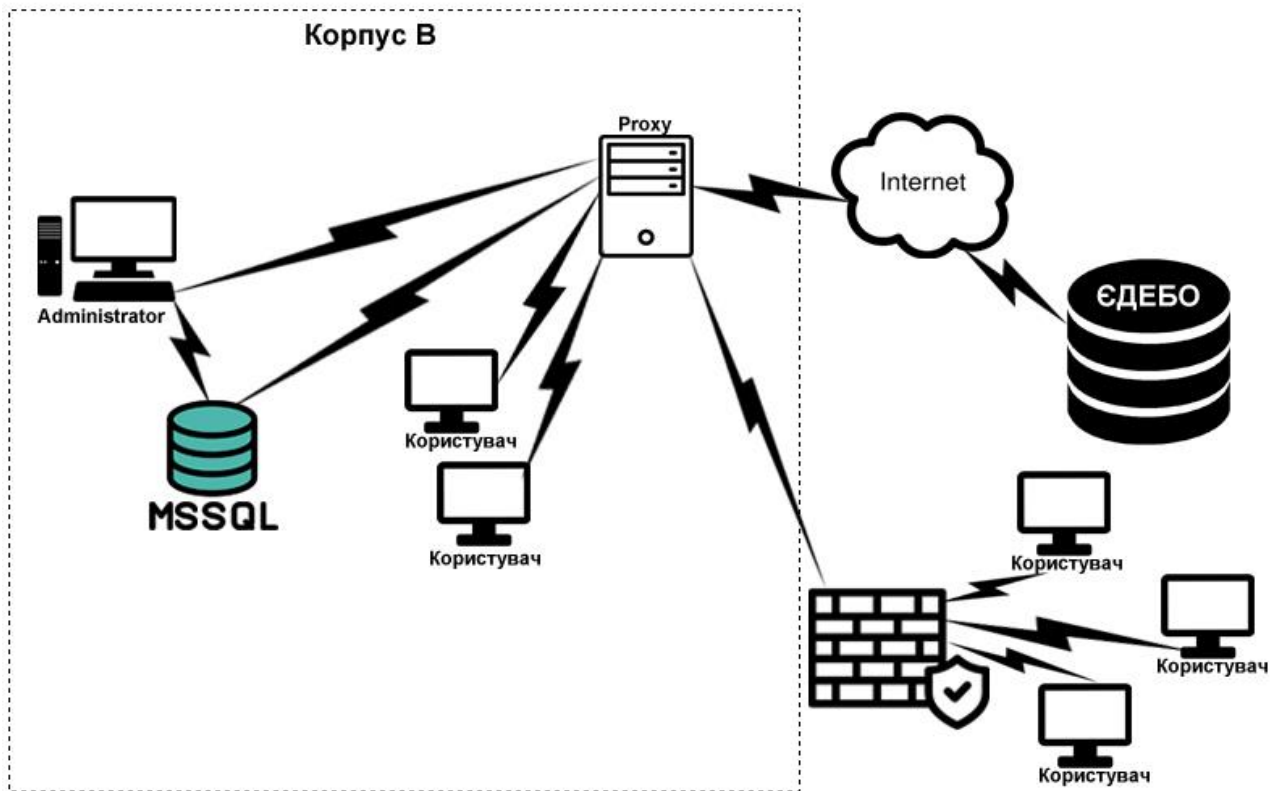 Корпус В
Proxy
Internet
ЄДЕБО
Administrator
Користувач
MSSQL
Користувач
Користувач
Користувач
Користувач